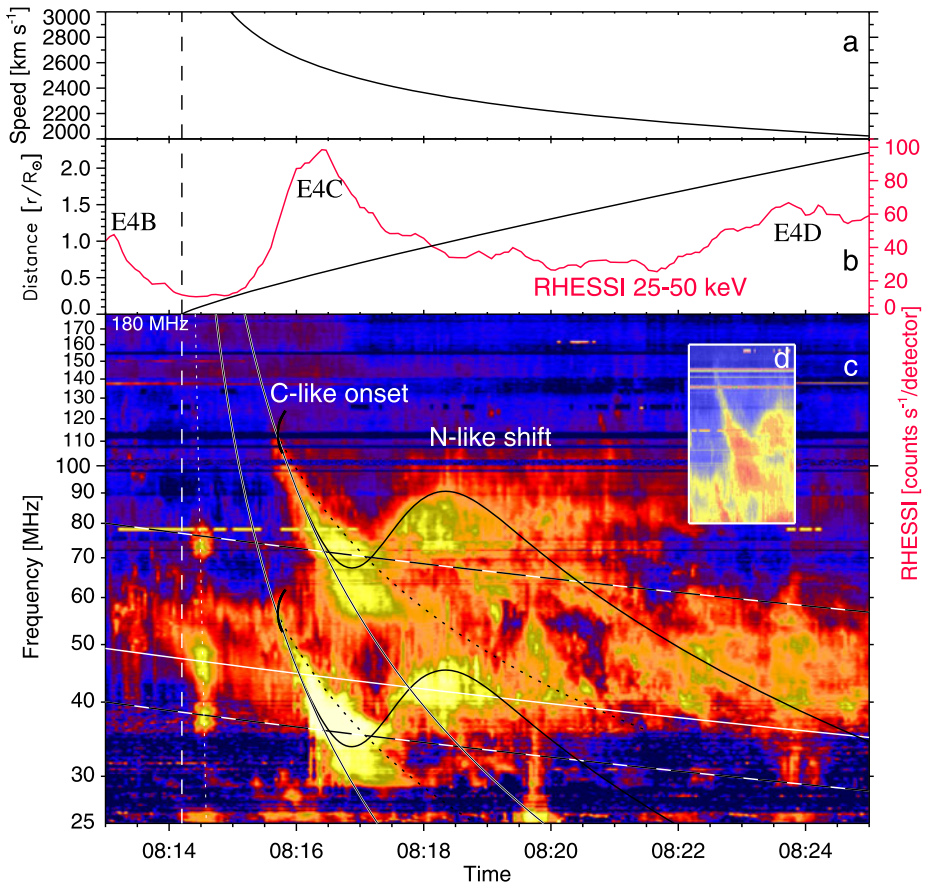 Speed [km s⁻¹]
3000
2800
2600
2400
2200
2000
a
Distance [r/R☉]
2.0
1.5
1.0
0.5
0.0
E4B
E4C
E4D
b
RHESSI 25-50 keV
100
80
60
40
20
0
RHESSI [counts s⁻¹/detector]
180 MHz
C-like onset
N-like shift
d
c
Frequency [MHz]
170
150
140
130
120
110
100
90
80
70
60
50
40
30
25
08:14
08:16
08:18
08:20
08:22
08:24
Time